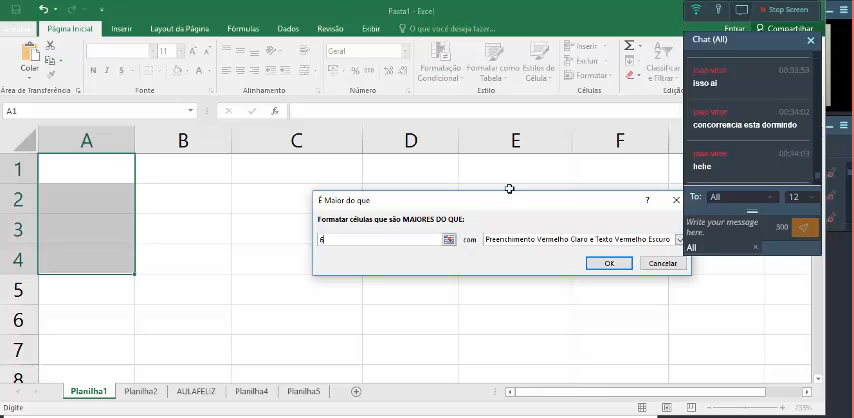 Pasta1 - Excel
Stop Screen
Página Inicial
Inserir
Layout da Página
Fórmulas
Dados
Revisão
Exibir
O que você deseja fazer...
Entrar
Compartilhar
Colar
11
Geral
Formatação Condicional
Formatar como Tabela
Estilos de Célula
Inserir
Excluir
Formatar
Classificar e Filtrar
Área de Transferência
Fonte
Estilos
Células
A1
fx
A B C D E F
1
2
3
4
5
6
7
8
É Maior do que
Formatar células que são MAIORES DO QUE:
6
com
Preenchimento Vermelho Claro e Texto Vermelho Escuro
OK
Cancelar
Chat (All)
00:33:59
isso ai
00:34:02
concorrencia esta dormindo
00:34:03
hehe
To: All 12
Write your message here.
300
All
Planilha1
Planilha2
AULAFELIZ
Planilha4
Planilha5
Digite